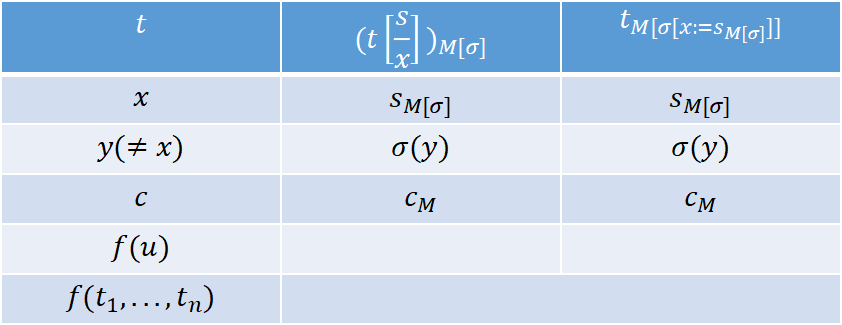 t (t[s/x])_{M[σ]} t_{M[σ[x:=s_{M[σ]}]]}
x s_{M[σ]} s_{M[σ]}
y(≠ x) σ(y) σ(y)
c c_M c_M
f(u)
f(t_1, . . . , t_n)